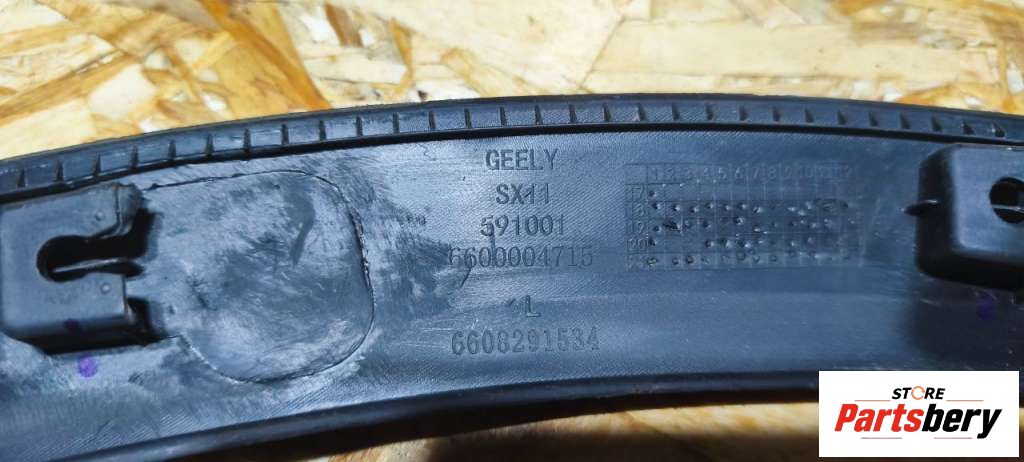 GEELY
SX11
591001
6600004715
L
6608291534
STORE
Partsbery